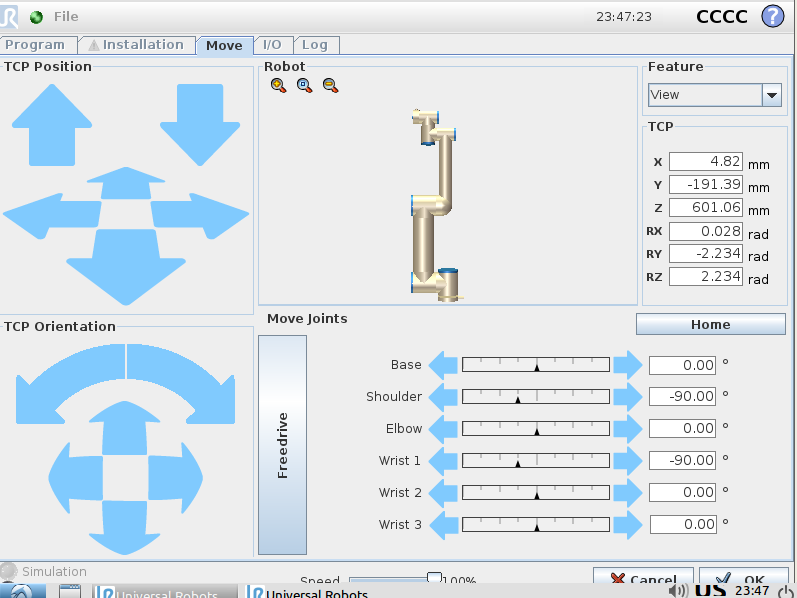 File
23:47:23
CCCC
?
Program
Installation
Move
I/O
Log
TCP Position
Robot
Feature
View
TCP
X 4.82 mm
Y -191.39 mm
Z 601.06 mm
RX 0.028 rad
RY -2.234 rad
RZ 2.234 rad
TCP Orientation
Move Joints
Home
Freedrive
Base 0.00 °
Shoulder -90.00 °
Elbow 0.00 °
Wrist 1 -90.00 °
Wrist 2 0.00 °
Wrist 3 0.00 °
Simulation
Speed 100%
Cancel
OK
Universal Robots
Universal Robots
US
23:47